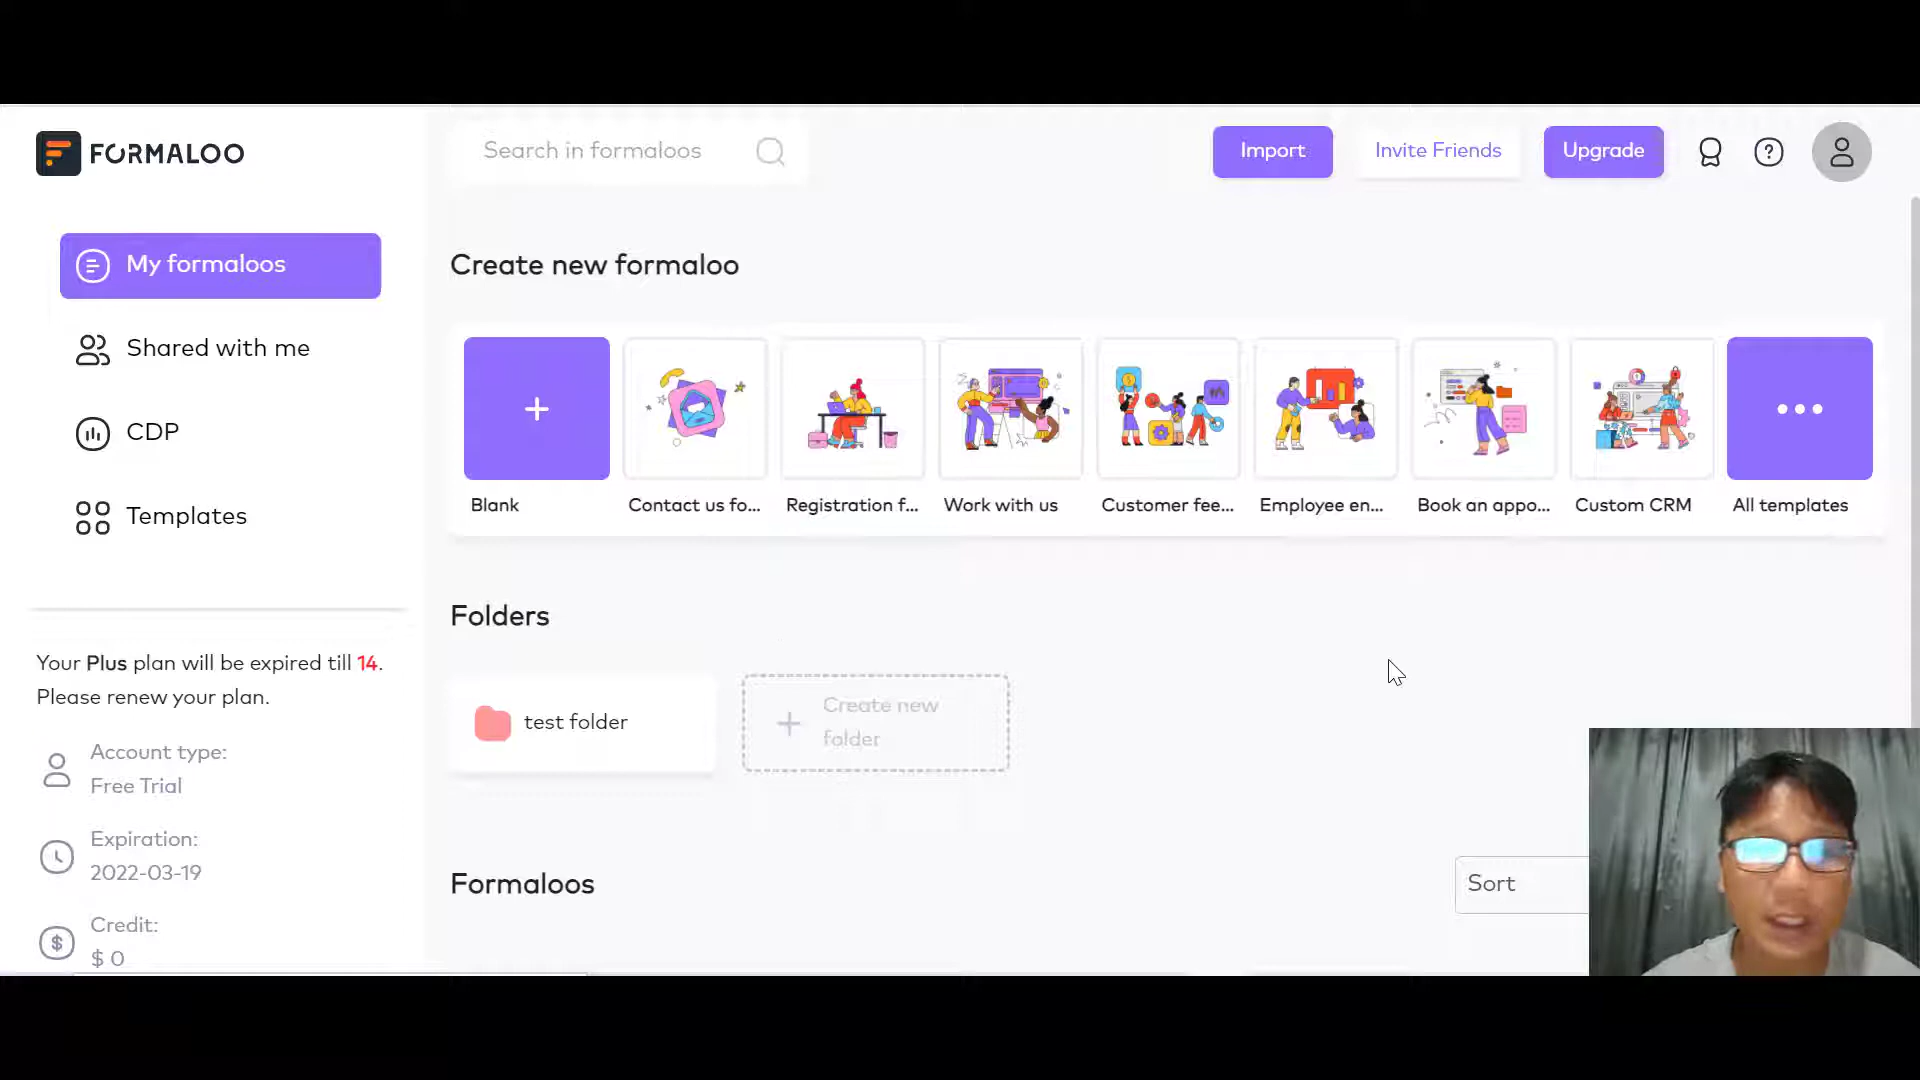 FORMALOO
Search in formaloos
Import
Invite Friends
Upgrade
My formaloos
Shared with me
CDP
Templates
Your Plus plan will be expired till 14.
Please renew your plan.
Account type:
Free Trial
Expiration:
2022-03-19
Credit:
$ 0
Create new formaloo
Blank
Contact us fo...
Registration f...
Work with us
Customer fee...
Employee en...
Book an appo...
Custom CRM
All templates
Folders
test folder
Create new
folder
Formaloos
Sort